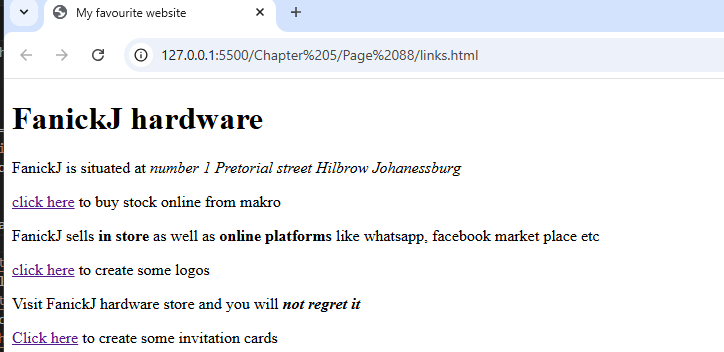 My favourite website
127.0.0.1:5500/Chapter%205/Page%2088/links.html
FanickJ hardware
FanickJ is situated at number 1 Pretorial street Hilbrow Johanessburg
click here to buy stock online from makro
FanickJ sells in store as well as online platforms like whatsapp, facebook market place etc
click here to create some logos
Visit FanickJ hardware store and you will not regret it
Click here to create some invitation cards